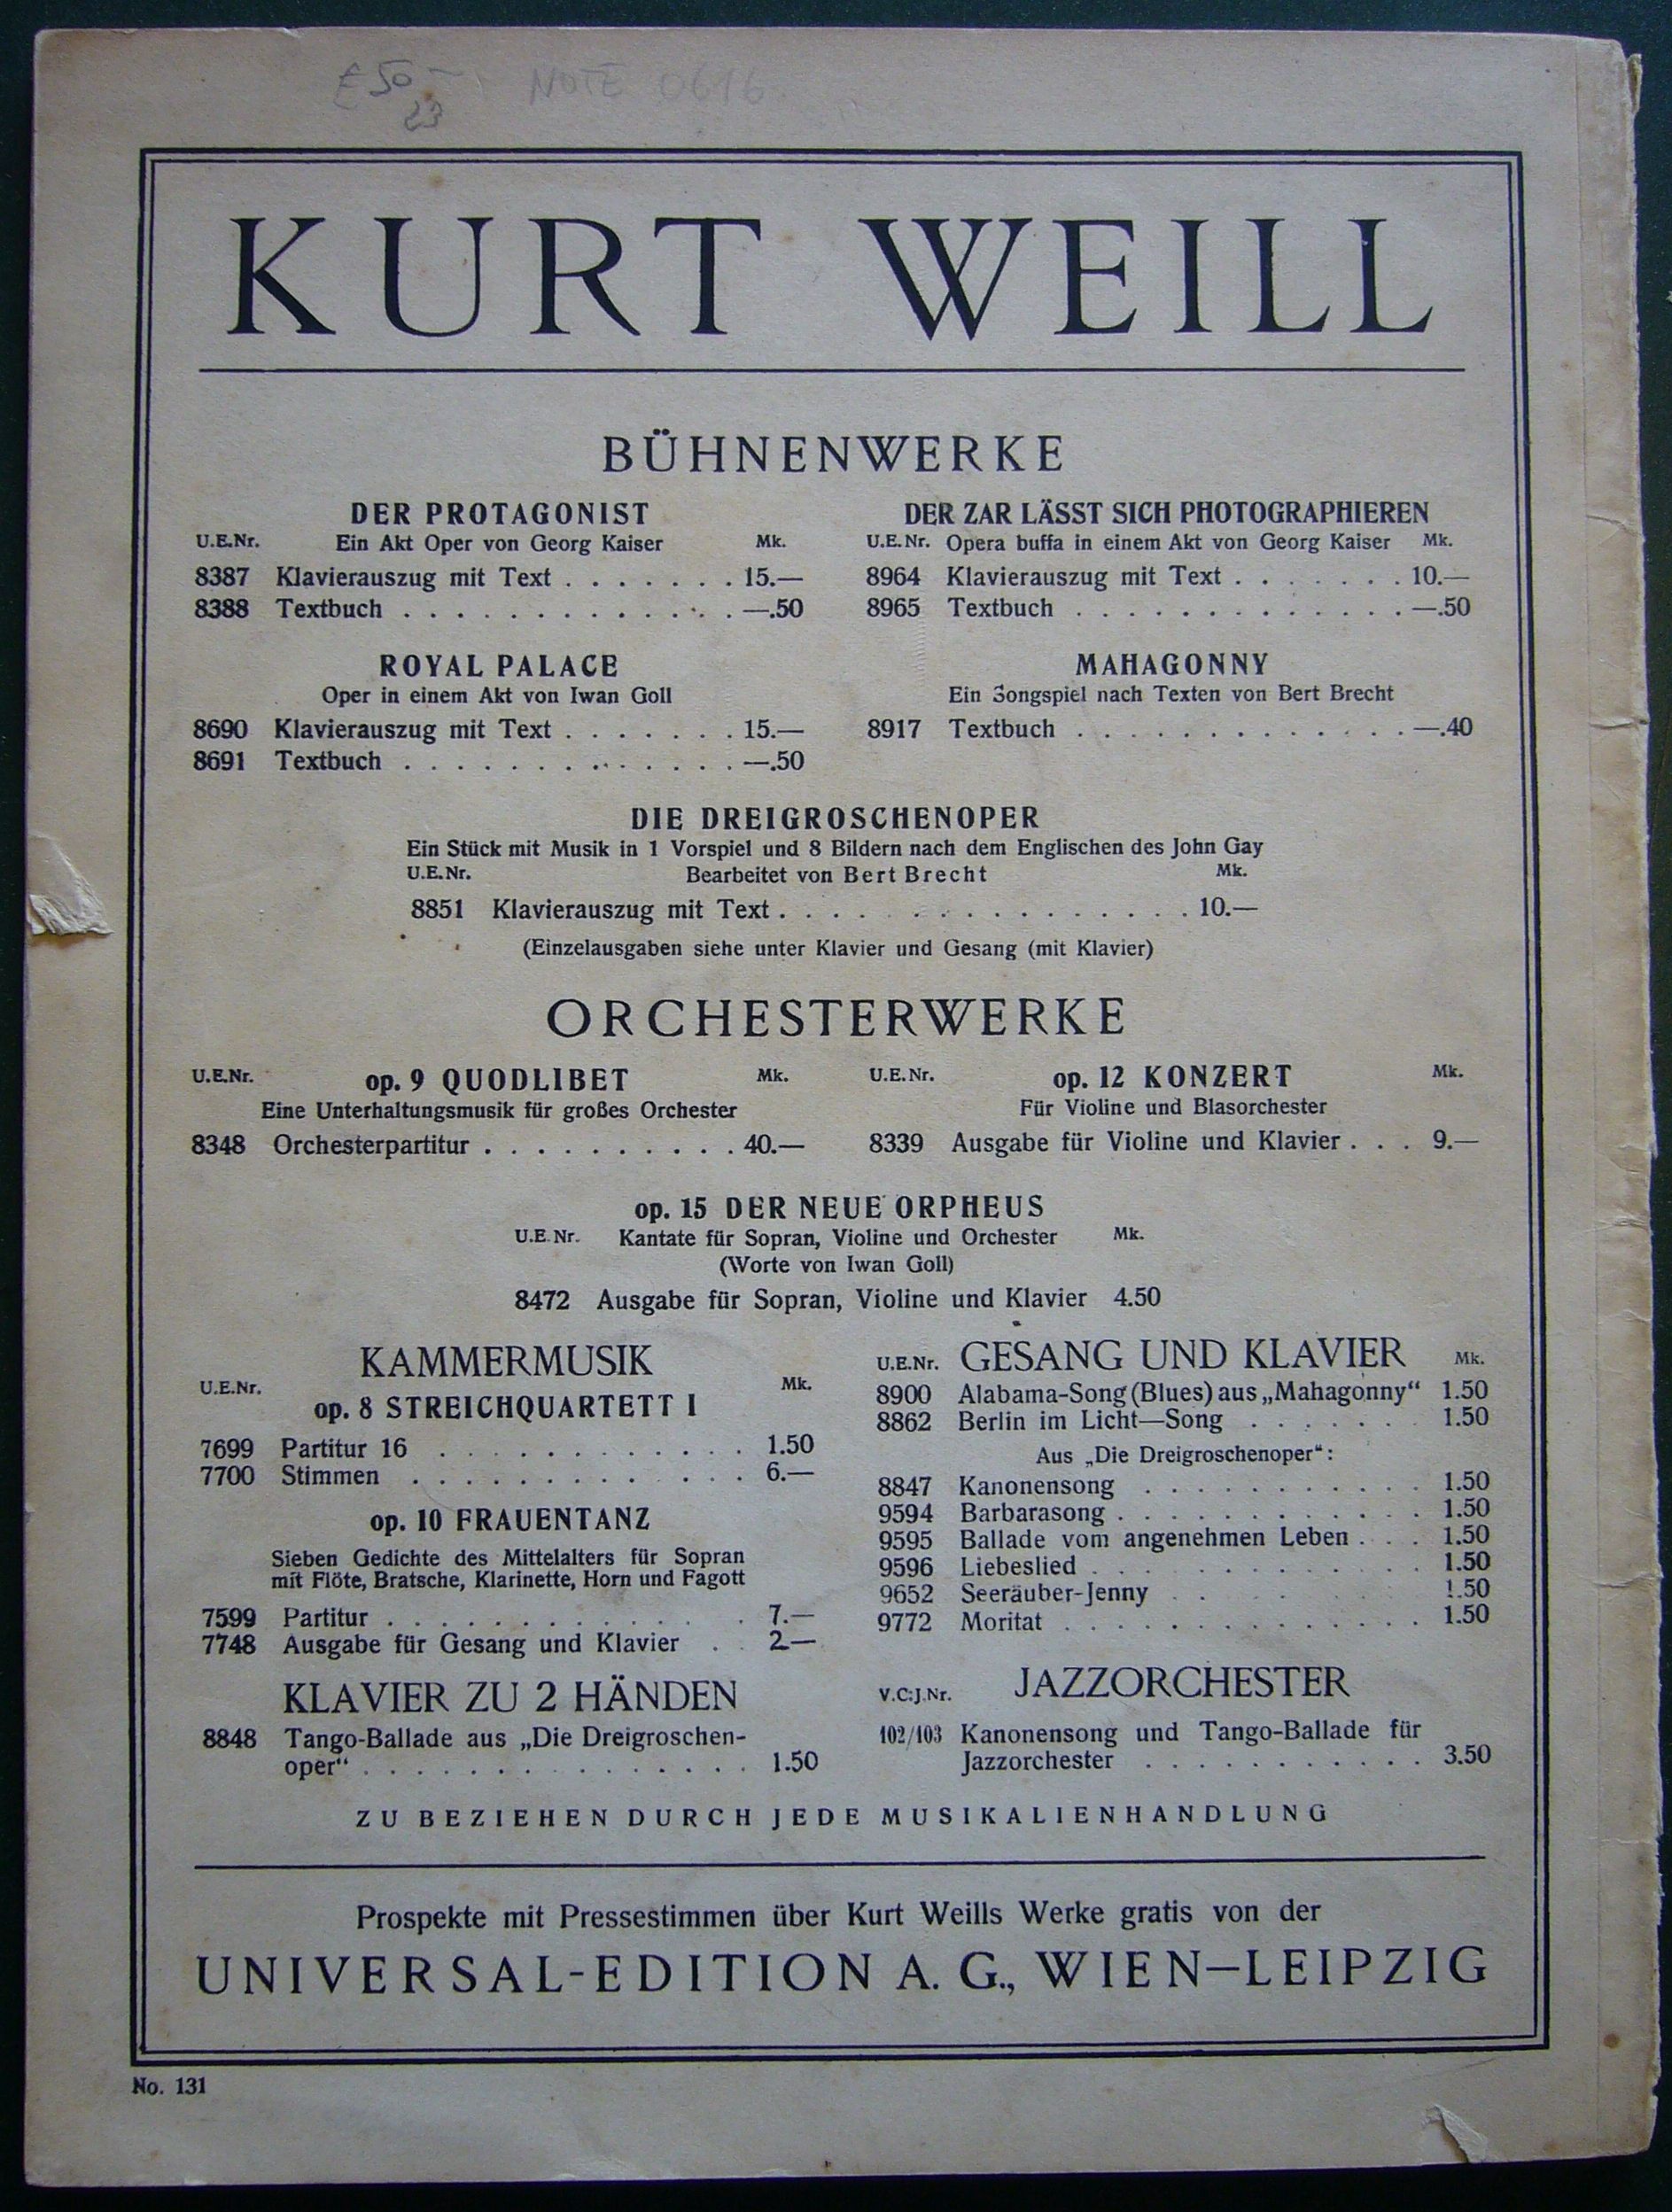 € 50 —
23
NOTE 0616
KURT WEILL
BÜHNENWERKE
DER PROTAGONIST
U.E.Nr. Ein Akt Oper von Georg Kaiser Mk.
8387 Klavierauszug mit Text . . . . . . . 15.—
8388 Textbuch . . . . . . . . . . . . . —.50
DER ZAR LÄSST SICH PHOTOGRAPHIEREN
U.E.Nr. Opera buffa in einem Akt von Georg Kaiser Mk.
8964 Klavierauszug mit Text . . . . . . . 10.—
8965 Textbuch . . . . . . . . . . . . . —.50
ROYAL PALACE
Oper in einem Akt von Iwan Goll
8690 Klavierauszug mit Text . . . . . . . 15.—
8691 Textbuch . . . . . . . . . . . . . —.50
MAHAGONNY
Ein Songspiel nach Texten von Bert Brecht
8917 Textbuch . . . . . . . . . . . . . —.40
DIE DREIGROSCHENOPER
Ein Stück mit Musik in 1 Vorspiel und 8 Bildern nach dem Englischen des John Gay
U.E.Nr. Bearbeitet von Bert Brecht Mk.
8851 Klavierauszug mit Text . . . . . . . . . . . . . . . . 10.—
(Einzelausgaben siehe unter Klavier und Gesang (mit Klavier)
ORCHESTERWERKE
U.E.Nr. op. 9 QUODLIBET Mk.
Eine Unterhaltungsmusik für großes Orchester
8348 Orchesterpartitur . . . . . . . . . . 40.—
U.E.Nr. op. 12 KONZERT Mk.
Für Violine und Blasorchester
8339 Ausgabe für Violine und Klavier . . . 9.—
op. 15 DER NEUE ORPHEUS
U.E.Nr. Kantate für Sopran, Violine und Orchester Mk.
(Worte von Iwan Goll)
8472 Ausgabe für Sopran, Violine und Klavier 4.50
KAMMERMUSIK
U.E.Nr. Mk.
op. 8 STREICHQUARTETT I
7699 Partitur 16 . . . . . . . . . . . . 1.50
7700 Stimmen . . . . . . . . . . . . . 6.—
op. 10 FRAUENTANZ
Sieben Gedichte des Mittelalters für Sopran
mit Flöte, Bratsche, Klarinette, Horn und Fagott
7599 Partitur . . . . . . . . . . . . . . 7.—
7748 Ausgabe für Gesang und Klavier . . 2—
KLAVIER ZU 2 HÄNDEN
8848 Tango-Ballade aus „Die Dreigroschen-
oper“ . . . . . . . . . . . . . . . 1.50
U.E.Nr. GESANG UND KLAVIER Mk.
8900 Alabama-Song (Blues) aus „Mahagonny“ 1.50
8862 Berlin im Licht—Song . . . . . . . 1.50
Aus „Die Dreigroschenoper“:
8847 Kanonensong . . . . . . . . . . . 1.50
9594 Barbarasong . . . . . . . . . . . . 1.50
9595 Ballade vom angenehmen Leben . . . 1.50
9596 Liebeslied . . . . . . . . . . . . . 1.50
9652 Seeräuber-Jenny . . . . . . . . . . 1.50
9772 Moritat . . . . . . . . . . . . . . 1.50
V.C.J.Nr. JAZZORCHESTER
102/103 Kanonensong und Tango-Ballade für
Jazzorchester . . . . . . . . . . . 3.50
ZU BEZIEHEN DURCH JEDE MUSIKALIENHANDLUNG
Prospekte mit Pressestimmen über Kurt Weills Werke gratis von der
UNIVERSAL-EDITION A. G., WIEN—LEIPZIG
No. 131